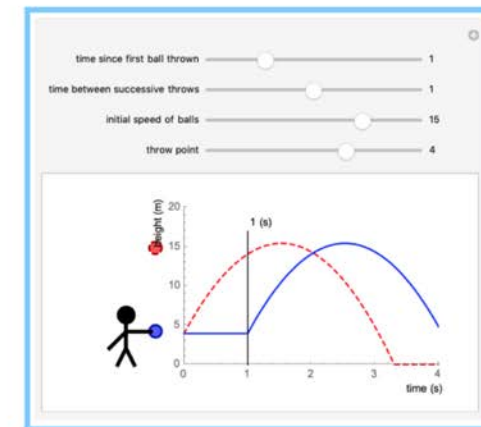 time since first ball thrown 1
time between successive throws 1
initial speed of balls 15
throw point 4
height (m)
20
15
10
5
0
1 (s)
0 1 2 3 4
time (s)